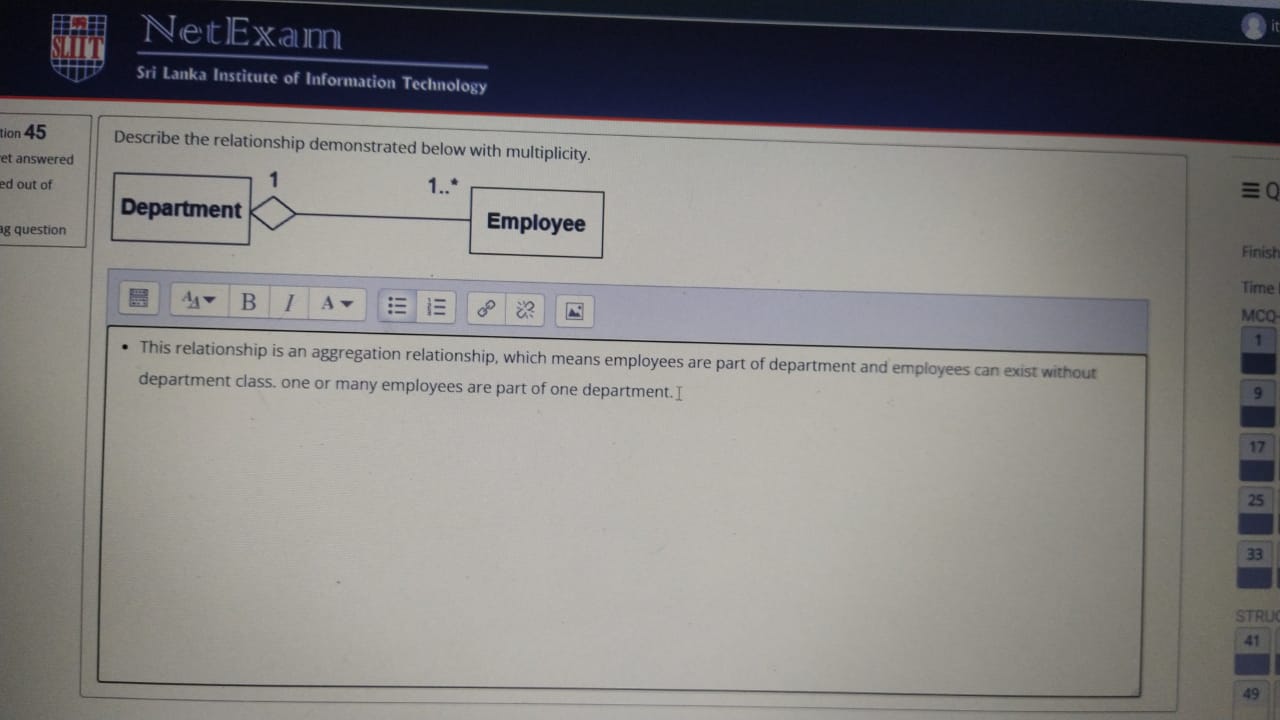 SLIIT
NetExam
Sri Lanka Institute of Information Technology
it
tion 45
et answered
ed out of
ag question
Describe the relationship demonstrated below with multiplicity.
1
1..*
Department
Employee
B I A
This relationship is an aggregation relationship, which means employees are part of department and employees can exist without
department class. one or many employees are part of one department.
Q
Finish
Time
MCQ
1
9
17
25
33
STRUC
41
49